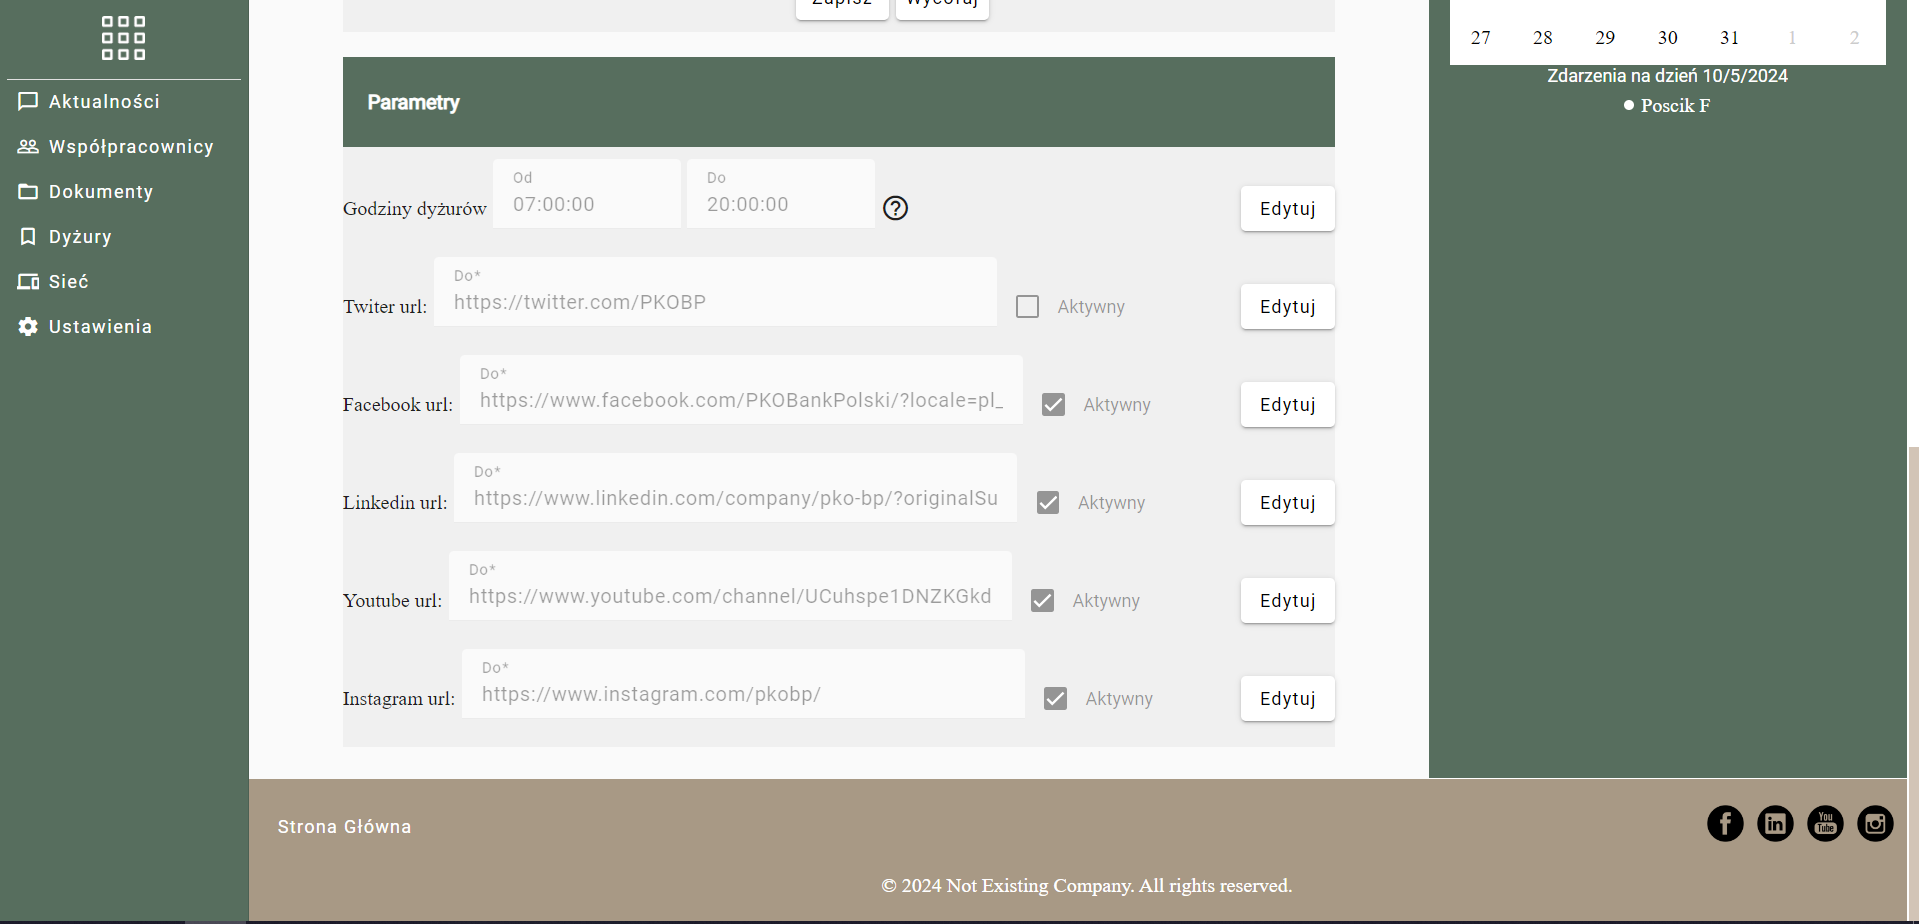 Aktualności
Współpracownicy
Dokumenty
Dyżury
Sieć
Ustawienia
Zapisz Wycofaj
Parametry
Godziny dyżurów Od 07:00:00 Do 20:00:00 ? Edytuj
Twiter url: Do* https://twitter.com/PKOBP Aktywny Edytuj
Facebook url: Do* https://www.facebook.com/PKOBankPolski/?locale=pl_ Aktywny Edytuj
Linkedin url: Do* https://www.linkedin.com/company/pko-bp/?originalSu Aktywny Edytuj
Youtube url: Do* https://www.youtube.com/channel/UCuhspe1DNZKGkd Aktywny Edytuj
Instagram url: Do* https://www.instagram.com/pkobp/ Aktywny Edytuj
27 28 29 30 31 1 2
Zdarzenia na dzień 10/5/2024
Poscik F
Strona Główna
f in You Tube
© 2024 Not Existing Company. All rights reserved.